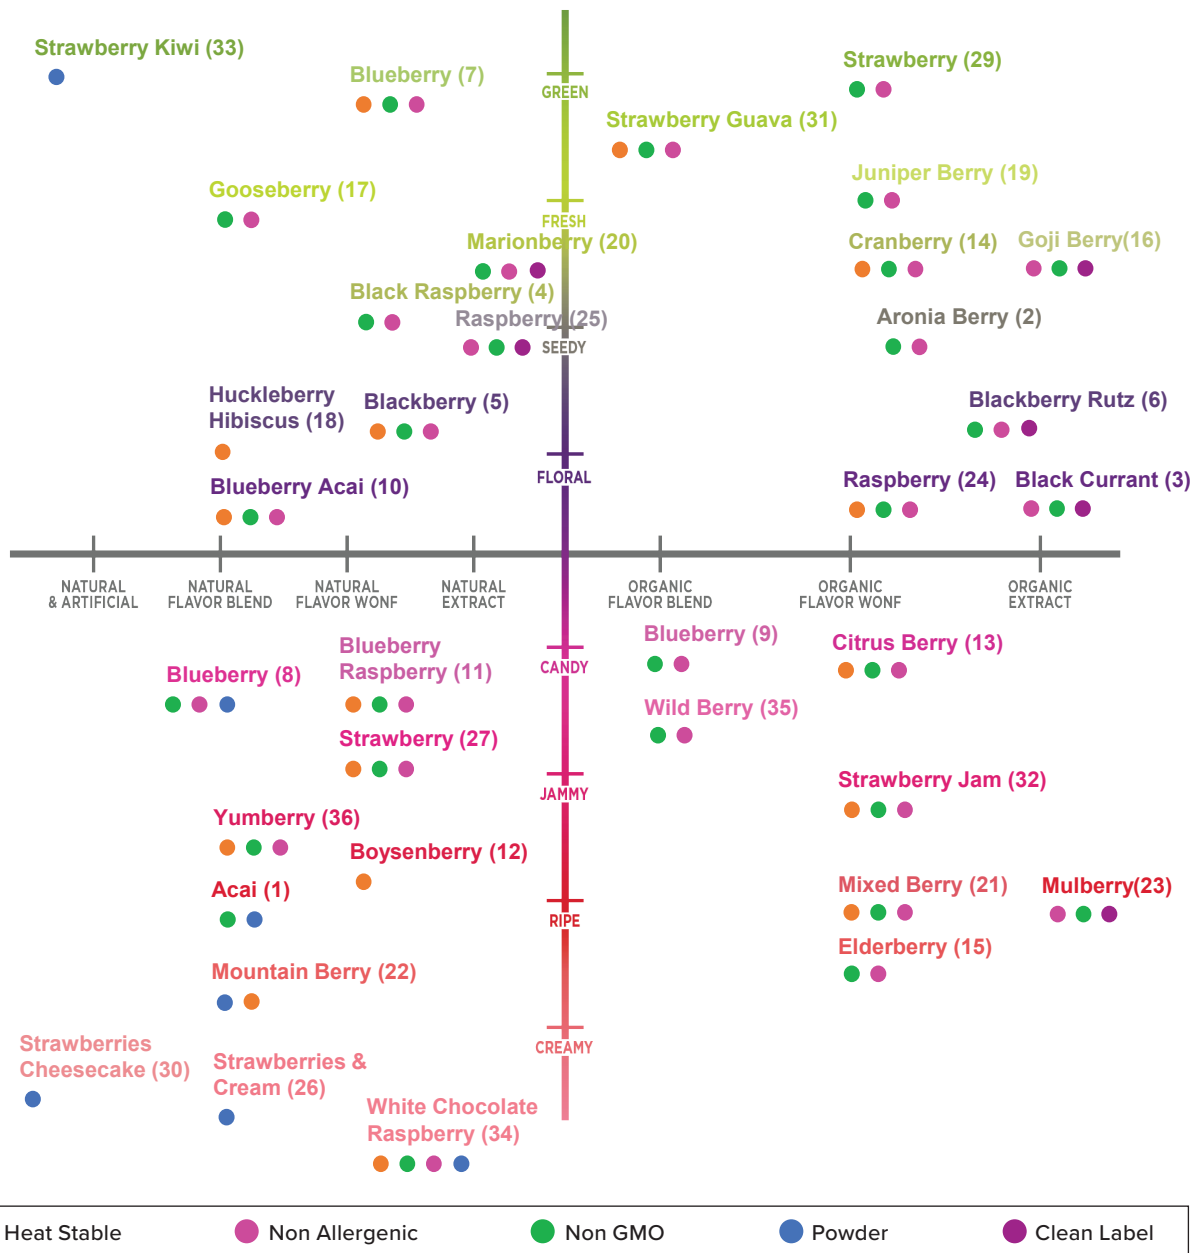 Strawberry Kiwi (33)
Blueberry (7)
GREEN
Strawberry (29)
Strawberry Guava (31)
Gooseberry (17)
Juniper Berry (19)
FRESH
Marionberry (20)
Cranberry (14)
Goji Berry(16)
Black Raspberry (4)
Raspberry (25)
Aronia Berry (2)
SEEDY
Huckleberry
Hibiscus (18)
Blackberry (5)
Blackberry Rutz (6)
FLORAL
Blueberry Acai (10)
Raspberry (24)
Black Currant (3)
NATURAL
& ARTIFICIAL
NATURAL
FLAVOR BLEND
NATURAL
FLAVOR WONF
NATURAL
EXTRACT
ORGANIC
FLAVOR BLEND
ORGANIC
FLAVOR WONF
ORGANIC
EXTRACT
Blueberry
Raspberry (11)
Blueberry (9)
Citrus Berry (13)
CANDY
Blueberry (8)
Wild Berry (35)
Strawberry (27)
JAMMY
Strawberry Jam (32)
Yumberry (36)
Boysenberry (12)
Acai (1)
Mixed Berry (21)
Mulberry(23)
RIPE
Elderberry (15)
Mountain Berry (22)
CREAMY
Strawberries
Cheesecake (30)
Strawberries &
Cream (26)
White Chocolate
Raspberry (34)
Heat Stable
Non Allergenic
Non GMO
Powder
Clean Label